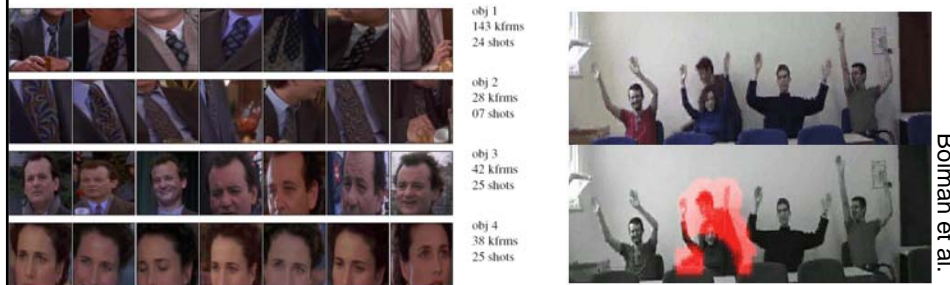 obj 1
143 kfrms
24 shots
obj 2
28 kfrms
07 shots
obj 3
42 kfrms
25 shots
obj 4
38 kfrms
25 shots
Boiman et al.